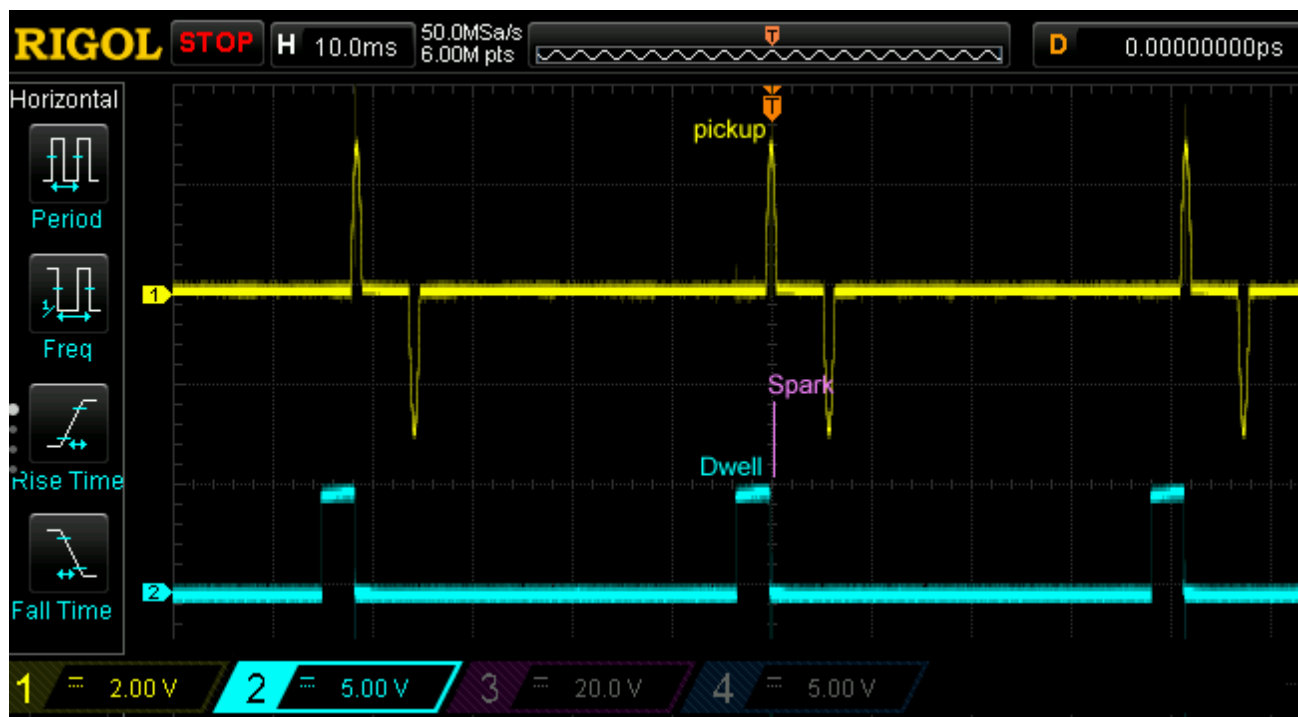 RIGOL STOP H 10.0ms 50.0MSa/s 6.00M pts T D 0.00000000ps
Horizontal
T
pickup
Period
1
Freq
Spark
Dwell
Rise Time
2
Fall Time
1 2.00 V 2 5.00 V 3 20.0 V 4 5.00 V